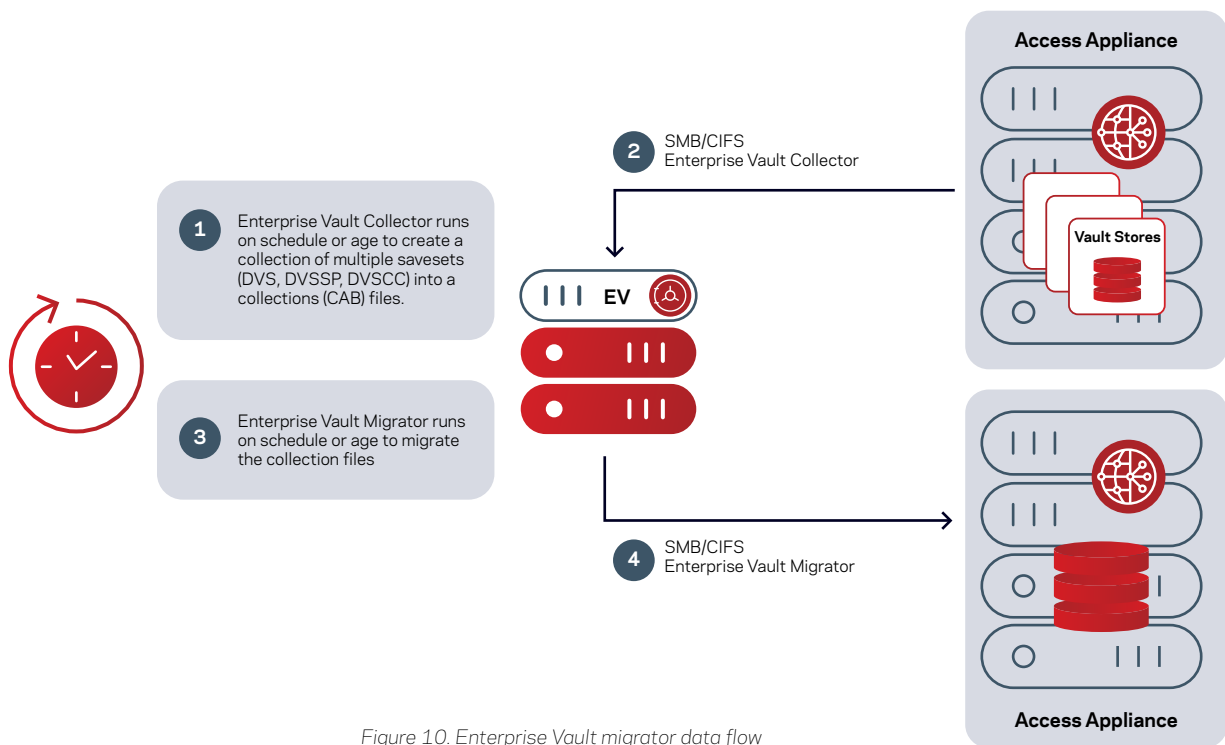 Access Appliance
2
SMB/CIFS
Enterprise Vault Collector
1
Enterprise Vault Collector runs
on schedule or age to create a
collection of multiple savesets
(DVS, DVSSP, DVSCC) into a
collections (CAB) files.
Vault Stores
EV
3
Enterprise Vault Migrator runs
on schedule or age to migrate
the collection files
4
SMB/CIFS
Enterprise Vault Migrator
Access Appliance
Figure 10. Enterprise Vault migrator data flow